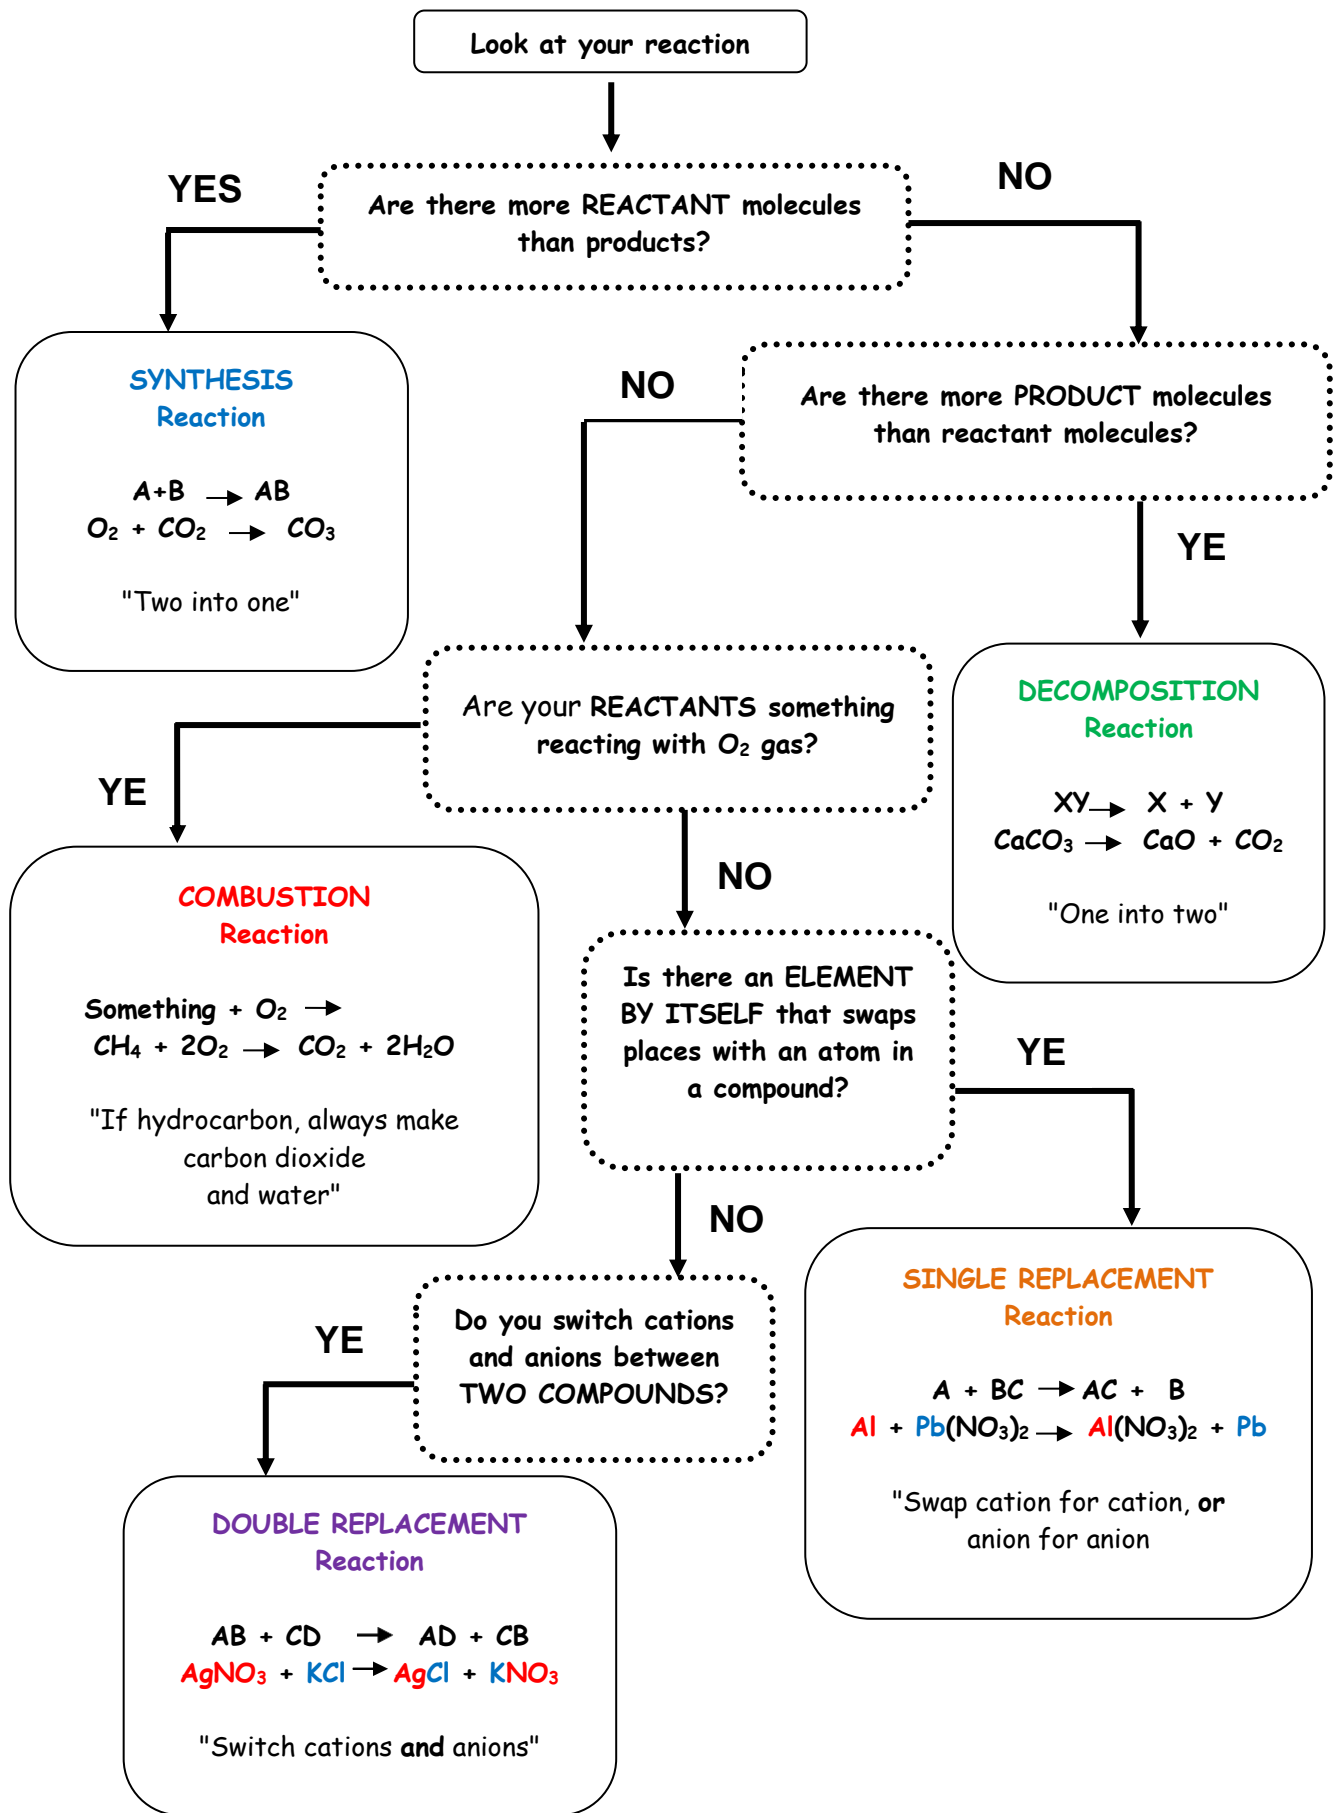 Look at your reaction
YES
NO
Are there more REACTANT molecules
than products?
SYNTHESIS
Reaction
A+B → AB
O₂ + CO₂ → CO₃
"Two into one"
NO
Are there more PRODUCT molecules
than reactant molecules?
YE
Are your REACTANTS something
reacting with O₂ gas?
YE
NO
DECOMPOSITION
Reaction
XY → X + Y
CaCO₃ → CaO + CO₂
"One into two"
COMBUSTION
Reaction
Something + O₂ →
CH₄ + 2O₂ → CO₂ + 2H₂O
"If hydrocarbon, always make
carbon dioxide
and water"
Is there an ELEMENT
BY ITSELF that swaps
places with an atom in
a compound?
YE
NO
SINGLE REPLACEMENT
Reaction
A + BC → AC + B
Al + Pb(NO₃)₂ → Al(NO₃)₂ + Pb
"Swap cation for cation, or
anion for anion
Do you switch cations
and anions between
TWO COMPOUNDS?
YE
DOUBLE REPLACEMENT
Reaction
AB + CD → AD + CB
AgNO₃ + KCl → AgCl + KNO₃
"Switch cations and anions"